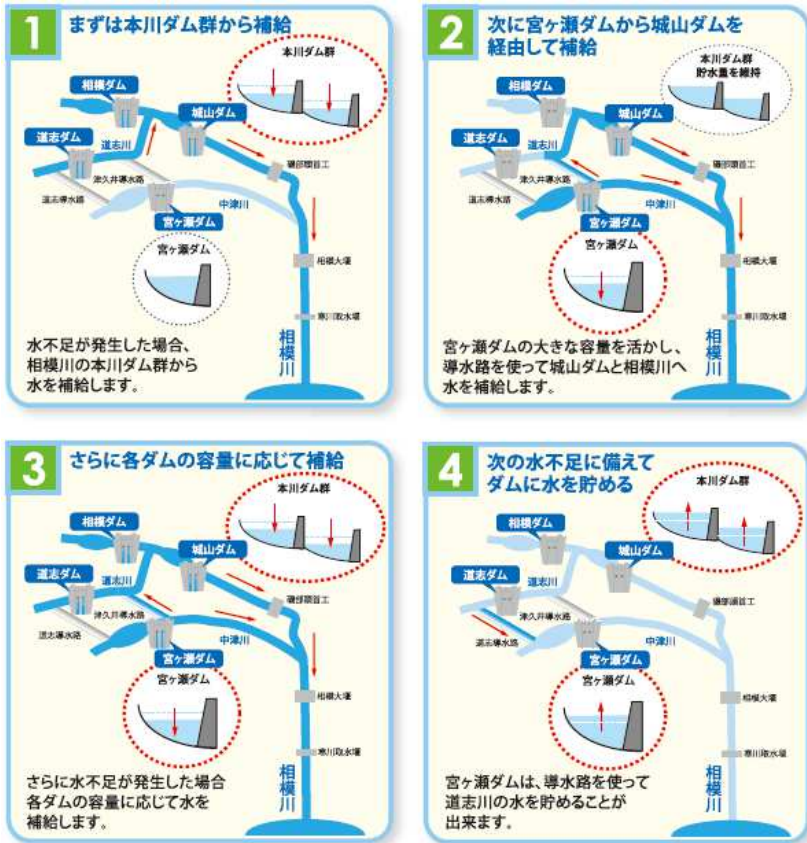 1
まずは本川ダム群から補給
本川ダム群
相模ダム
城山ダム
道志ダム
道志川
磯部頭首工
津久井導水路
道志導水路
中津川
宮ヶ瀬ダム
宮ヶ瀬ダム
相模大堰
寒川取水堰
相模川
水不足が発生した場合、
相模川の本川ダム群から
水を補給します。
2
次に宮ヶ瀬ダムから城山ダムを
経由して補給
本川ダム群
貯水量を維持
相模ダム
城山ダム
道志ダム
道志川
磯部頭首工
津久井導水路
道志導水路
中津川
宮ヶ瀬ダム
宮ヶ瀬ダム
相模大堰
寒川取水堰
相模川
宮ヶ瀬ダムの大きな容量を活かし、
導水路を使って城山ダムと相模川へ
水を補給します。
3
さらに各ダムの容量に応じて補給
本川ダム群
相模ダム
城山ダム
道志ダム
道志川
磯部頭首工
津久井導水路
道志導水路
中津川
宮ヶ瀬ダム
宮ヶ瀬ダム
相模大堰
寒川取水堰
相模川
さらに水不足が発生した場合
各ダムの容量に応じて水を
補給します。
4
次の水不足に備えて
ダムに水を貯める
本川ダム群
相模ダム
城山ダム
道志ダム
道志川
磯部頭首工
津久井導水路
道志導水路
中津川
宮ヶ瀬ダム
宮ヶ瀬ダム
相模大堰
寒川取水堰
相模川
宮ヶ瀬ダムは、導水路を使って
道志川の水を貯めることが
出来ます。